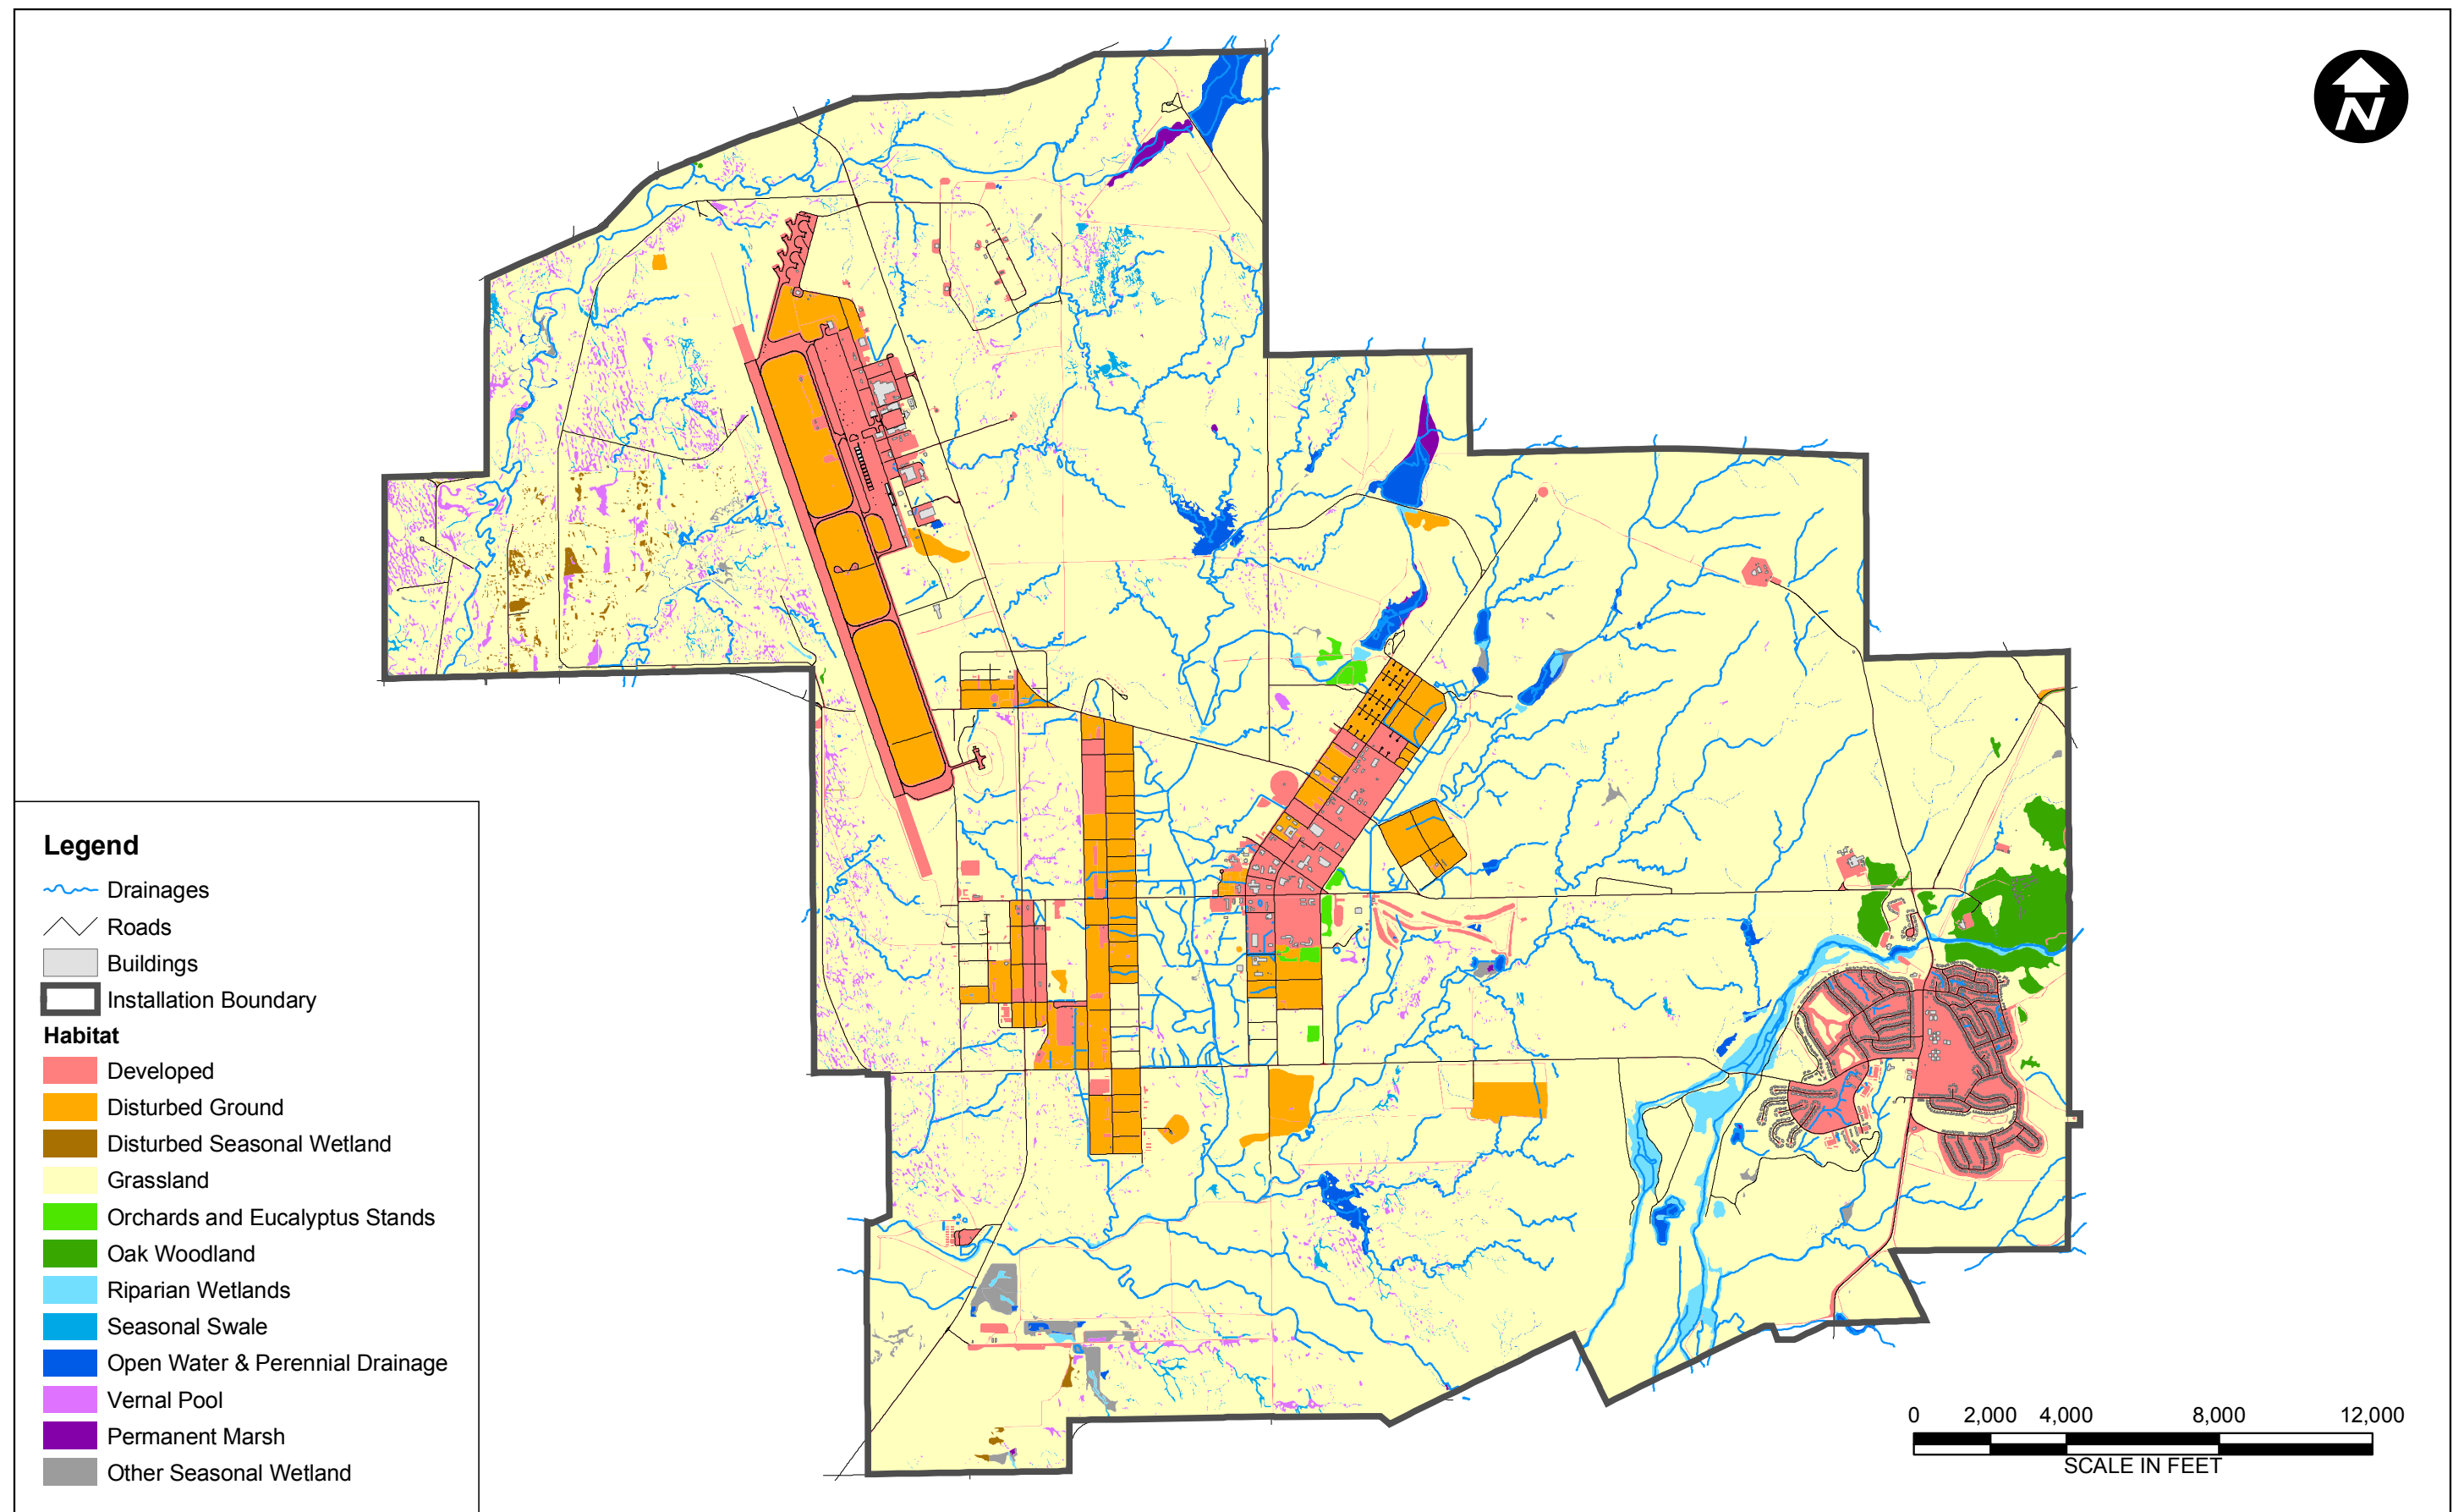 N
Legend
Drainages
Roads
Buildings
Installation Boundary
Habitat
Developed
Disturbed Ground
Disturbed Seasonal Wetland
Grassland
Orchards and Eucalyptus Stands
Oak Woodland
Riparian Wetlands
Seasonal Swale
Open Water & Perennial Drainage
Vernal Pool
Permanent Marsh
Other Seasonal Wetland
0 2,000 4,000 8,000 12,000
SCALE IN FEET